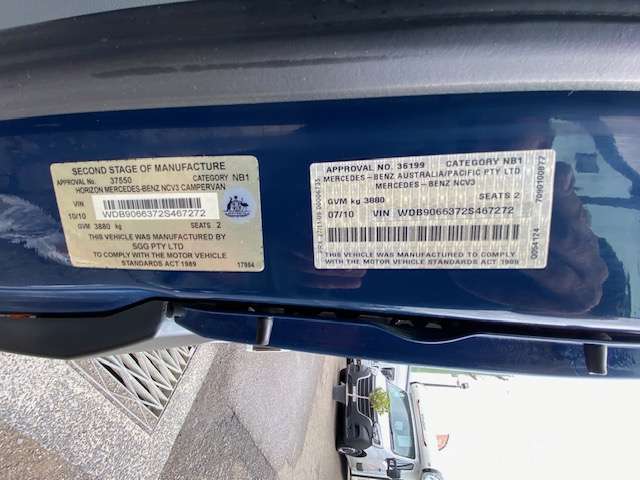 SECOND STAGE OF MANUFACTURE
APPROVAL No. 37550 CATEGORY NB1
HORIZON MERCEDES-BENZ NCV3 CAMPERVAN
VIN
10/10 WDB9066372S467272
GVM 3880 kg SEATS 2
THIS VEHICLE WAS MANUFACTURED BY
SGG PTY LTD
TO COMPLY WITH THE MOTOR VEHICLE
STANDARDS ACT 1989 17984
APPROVAL NO. 36199 CATEGORY NB1
MERCEDES-BENZ AUSTRALIA/PACIFIC PTY LTD
MERCEDES-BENZ NCV3
GVM kg 3880 SEATS 2
07/10 VIN WDB9066372S467272
THIS VEHICLE WAS MANUFACTURED
TO COMPLY WITH THE MOTOR VEHICLE STANDARDS ACT 1989
7090100877
0054124